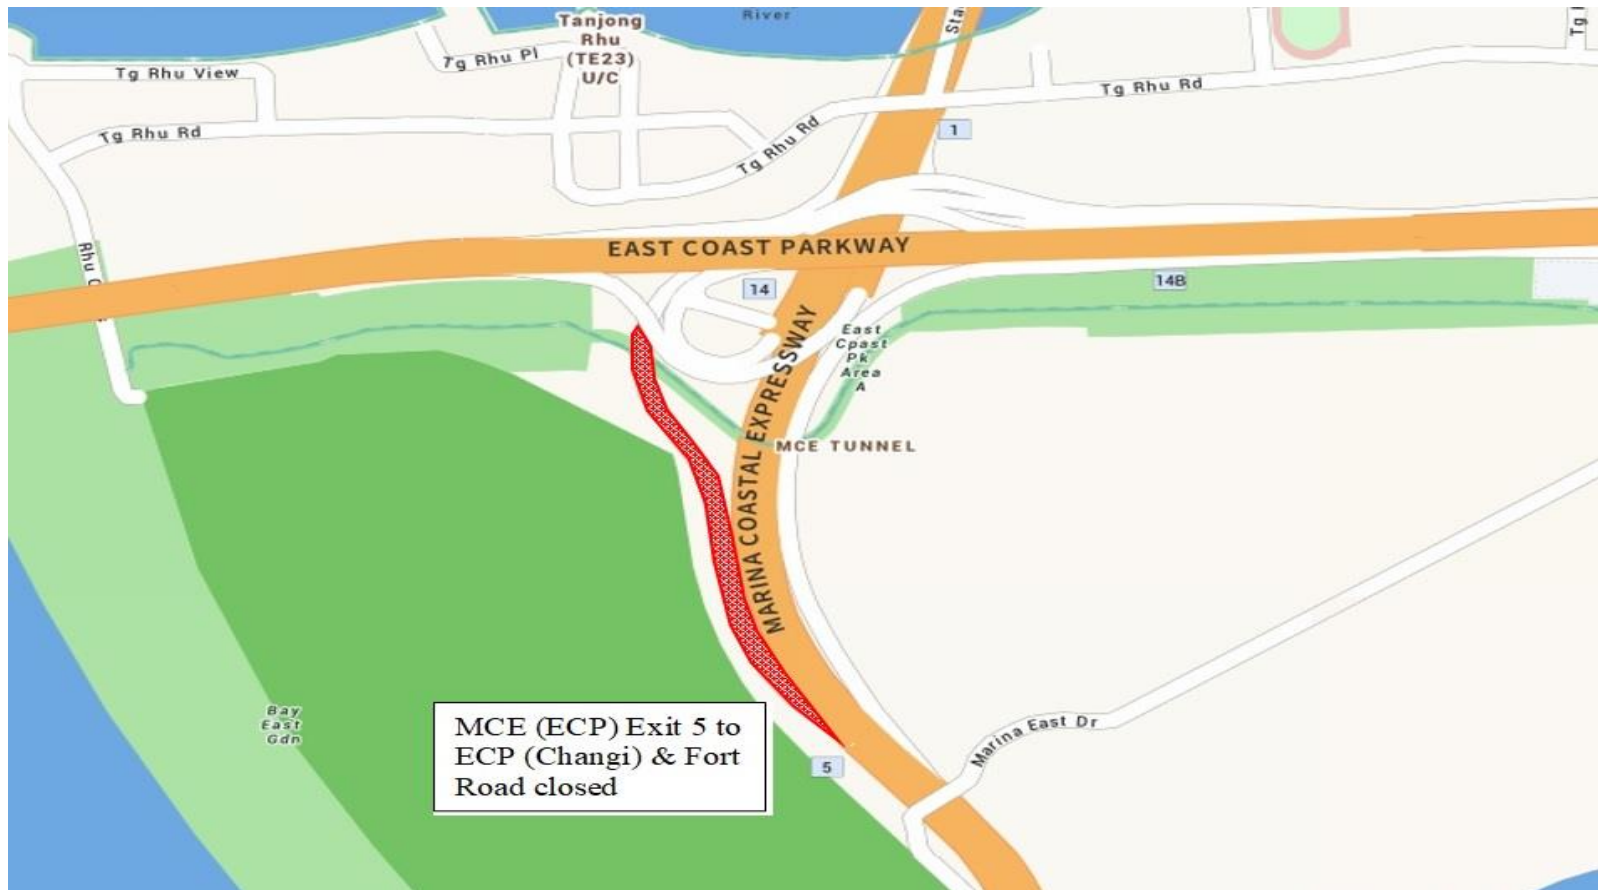 River
Tanjong
Rhu
(TE23)
U/C
Tg Rhu View
Tg Rhu Pl
Tg Rhu Rd
Tg Rhu Rd
Tg Rhu Rd
1
Rhu
EAST COAST PARKWAY
14
14B
East
Cpast
Pk
Area
A
MARINA COASTAL EXPRESSWAY
MCE TUNNEL
Bay
East
Gdn
MCE (ECP) Exit 5 to
ECP (Changi) & Fort
Road closed
5
Marina East Dr